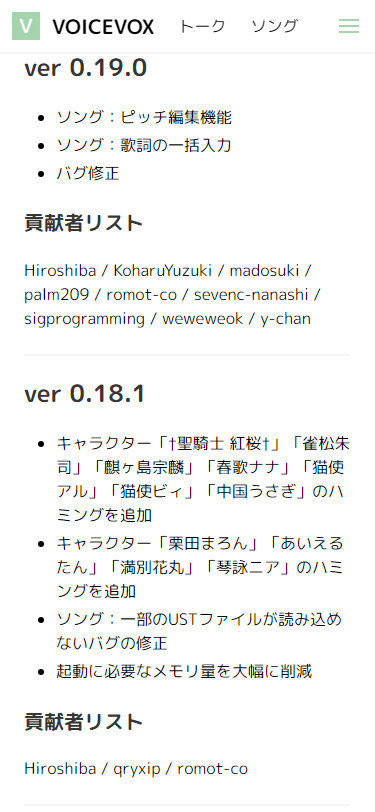 V VOICEVOX トーク ソング
ver 0.19.0
ソング：ピッチ編集機能
ソング：歌詞の一括入力
バグ修正
貢献者リスト
Hiroshiba / KoharuYuzuki / madosuki /
palm209 / romot-co / sevenc-nanashi /
sigprogramming / weweweok / y-chan
ver 0.18.1
キャラクター「†聖騎士 紅桜†」「雀松朱
司」「麒ヶ島宗麟」「春歌ナナ」「猫使
アル」「猫使ビィ」「中国うさぎ」のハ
ミングを追加
キャラクター「栗田まろん」「あいえる
たん」「満別花丸」「琴詠ニア」のハミ
ングを追加
ソング：一部のUSTファイルが読み込め
ないバグの修正
起動に必要なメモリ量を大幅に削減
貢献者リスト
Hiroshiba / qryxip / romot-co